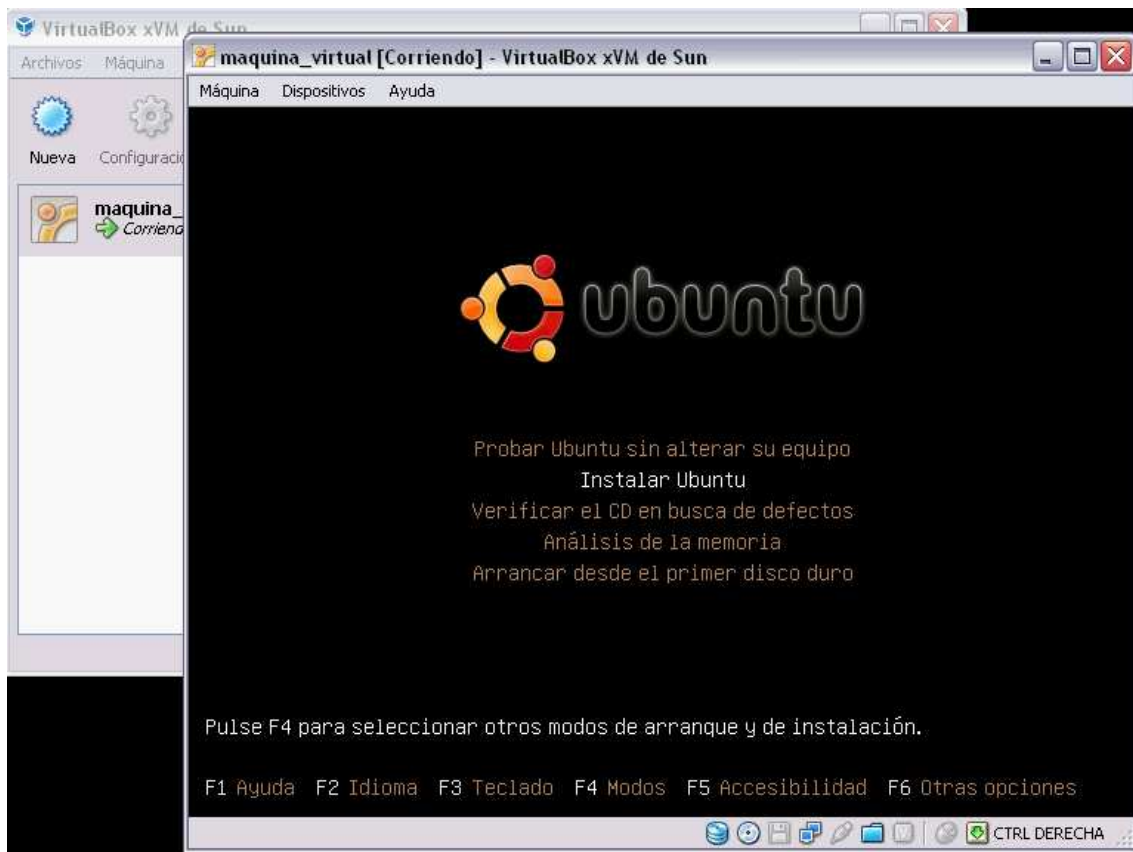 VirtualBox xVM de Sun
Archivos Máquina
Nueva
maquina_
Corriend
maquina_virtual [Corriendo] - VirtualBox xVM de Sun
Máquina Dispositivos Ayuda
ubuntu
Probar Ubuntu sin alterar su equipo
Instalar Ubuntu
Verificar el CD en busca de defectos
Análisis de la memoria
Arrancar desde el primer disco duro
Pulse F4 para seleccionar otros modos de arranque y de instalación.
F1 Ayuda F2 Idioma F3 Teclado F4 Modos F5 Accesibilidad F6 Otras opciones
CTRL DERECHA